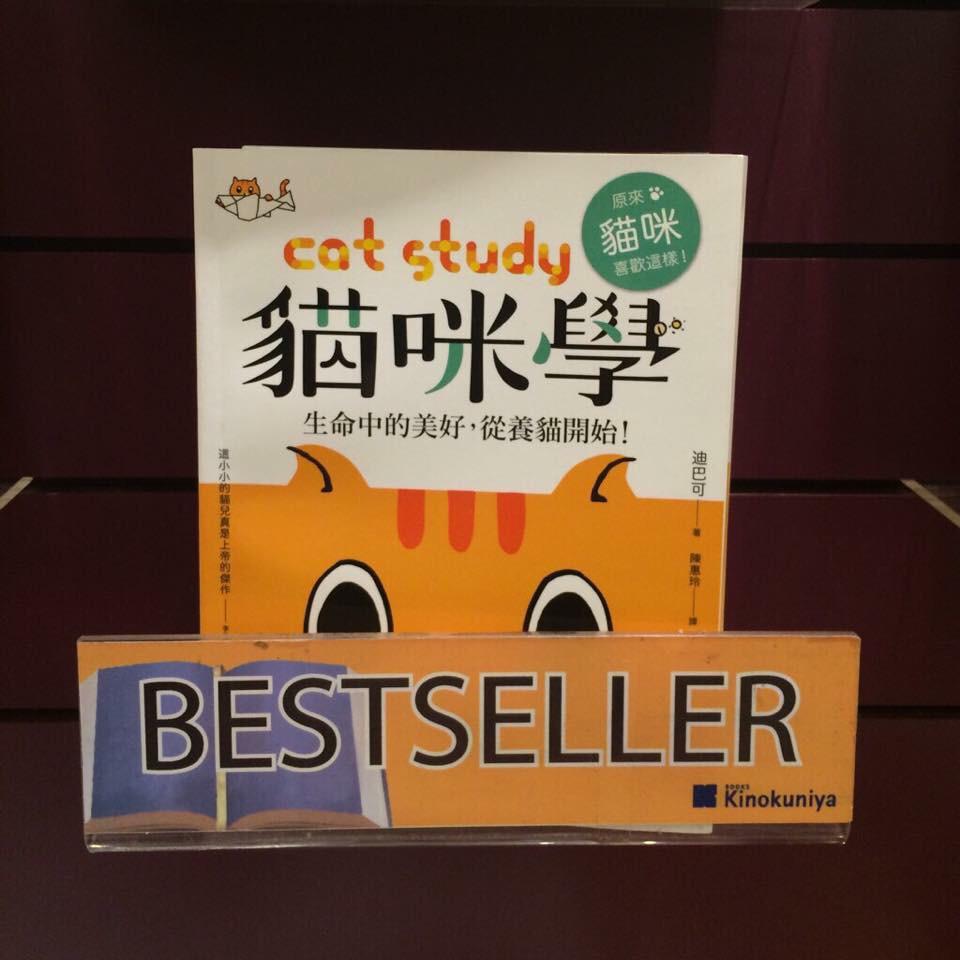 原來
貓咪
喜歡這樣!
cat study
貓咪學
生命中的美好,從養貓開始!
這小小的貓兒真是上帝的傑作
迪巴可 著 陳惠玲 譯
BESTSELLER
BOOKS
Kinokuniya